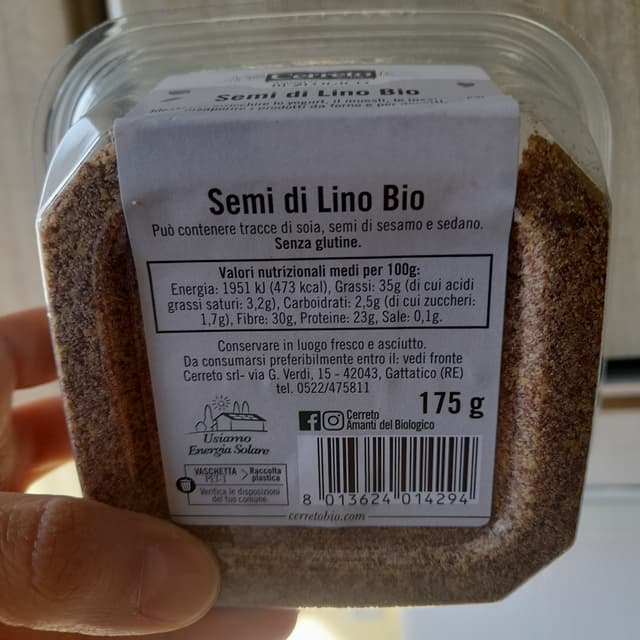 Cerreto
Semi di Lino Bio
Semi di Lino Bio
Può contenere tracce di soia, semi di sesamo e sedano.
Senza glutine.
Valori nutrizionali medi per 100g:
Energia: 1951 kJ (473 kcal), Grassi: 35g (di cui acidi
grassi saturi: 3,2g), Carboidrati: 2,5g (di cui zuccheri:
1,7g), Fibre: 30g, Proteine: 23g, Sale: 0,1g.
Conservare in luogo fresco e asciutto.
Da consumarsi preferibilmente entro il: vedi fronte
Cerreto srl- via G. Verdi, 15 - 42043, Gattatico (RE)
tel. 0522/475811
175 g
Cerreto
Amanti del Biologico
Usiamo
Energia Solare
VASCHETTA
PET-1
Raccolta
plastica
Verifica le disposizioni
del tuo comune
8 013624 014294
cerretobio.com